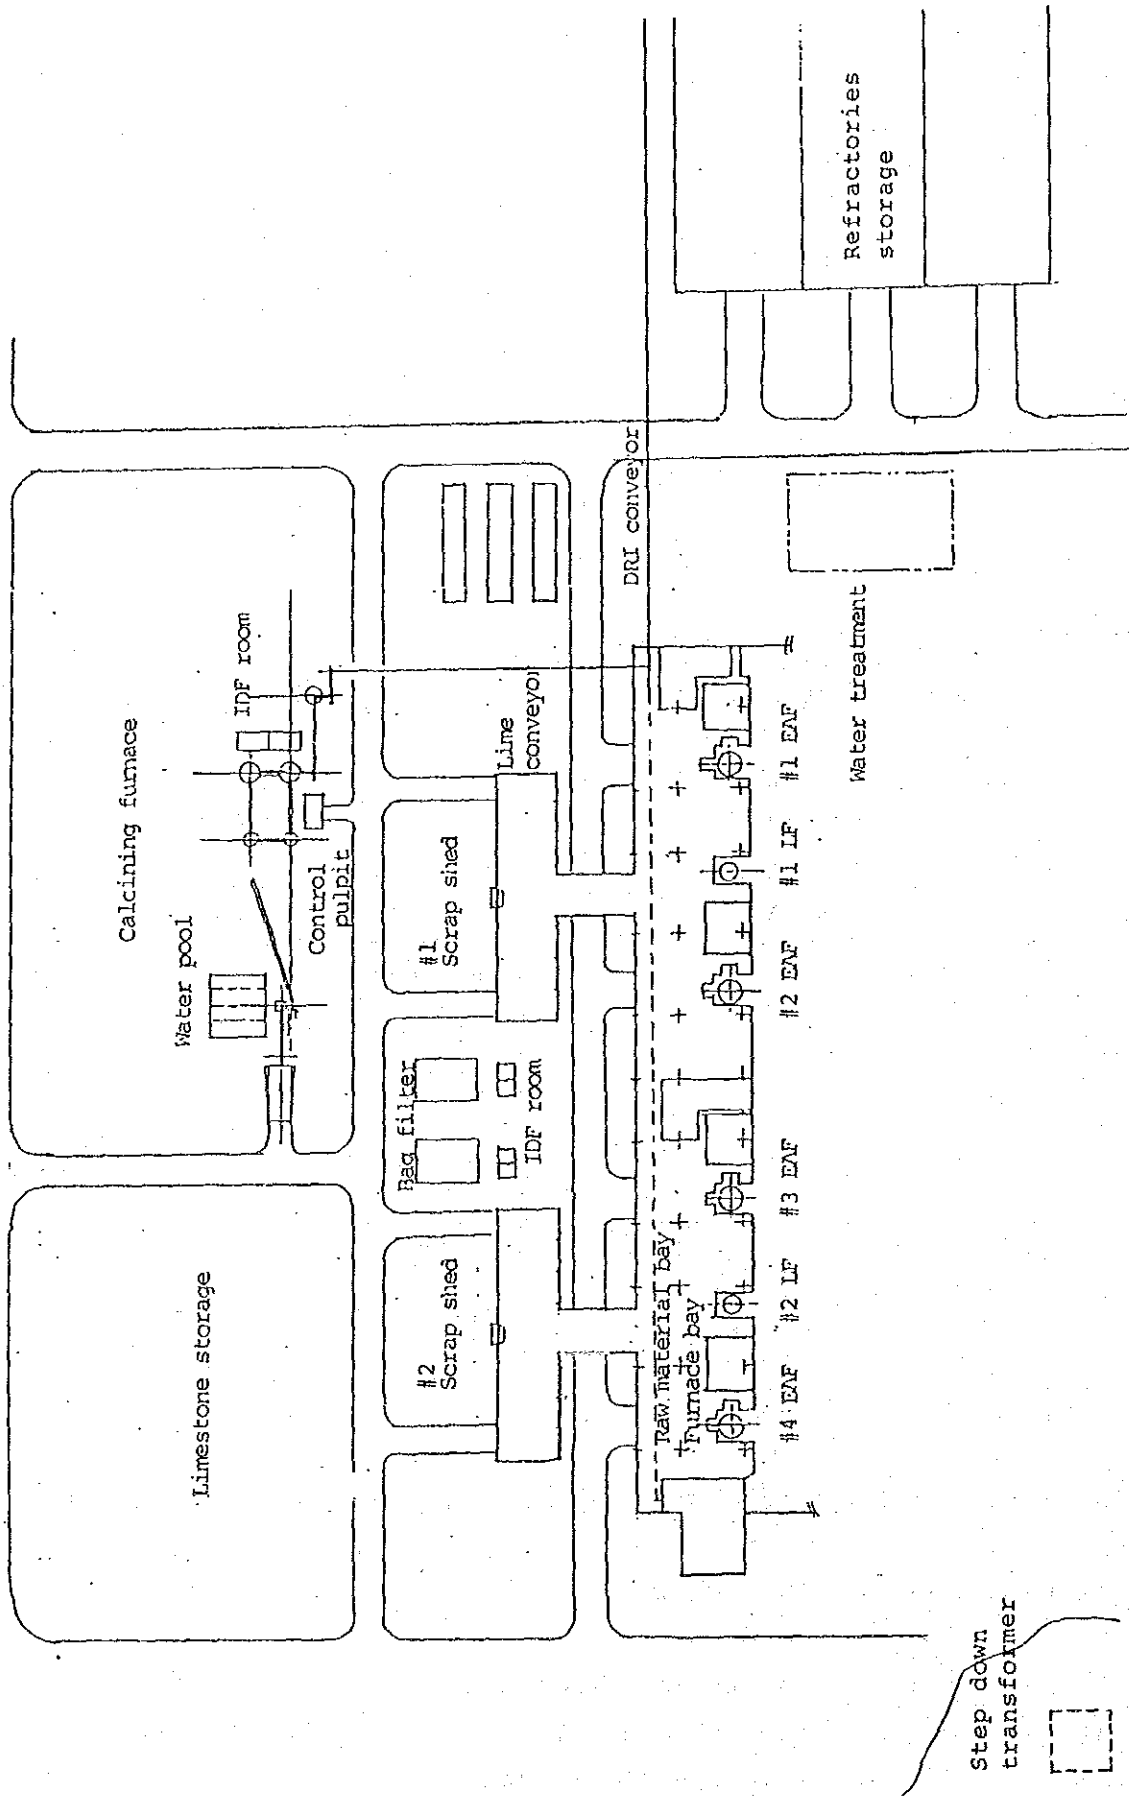 Limestone storage
Water pool
Calcining furnace
IDF room
Control
pulpit
#2
Scrap shed
Bag filter
IDF room
#1
Scrap shed
Lime
conveyor
DRI conveyor
Raw material bay
Furnace bay
#4 EAF
#2 LF
#3 EAF
#2 EAF
#1 LF
#1 EAF
Water treatment
Refractories
storage
Step down
transformer